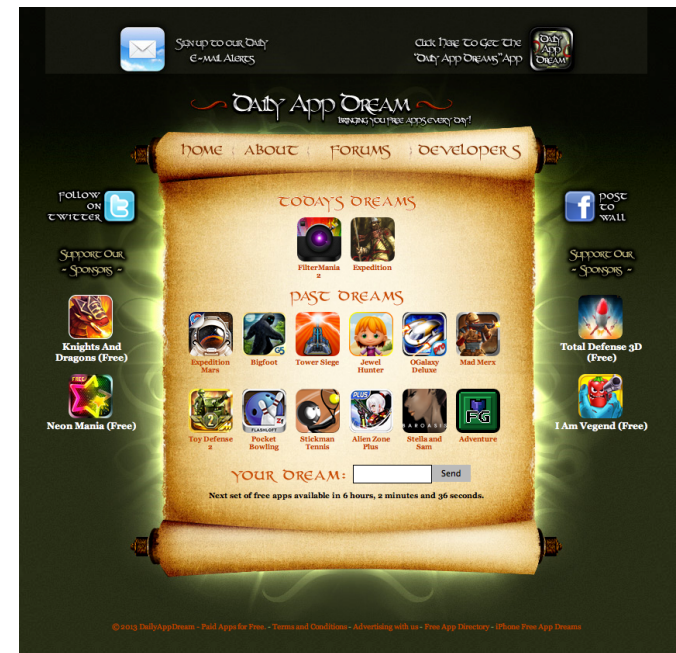 Sign up to our Daily
E-mail Alerts
Click Here To Get The
"Daily App Dreams" App
Daily
App
Dream
Daily App Dream
Bringing you free apps every day!
Home
About
Forums
Developers
Follow
on
Twitter
Post
to
Wall
Support Our
- Sponsors -
Support Our
- Sponsors -
Today's Dreams
FilterMania
2
Expedition
Past Dreams
Expedition
Mars
Bigfoot
Tower Siege
Jewel
Hunter
OGalaxy
Deluxe
Mad Merx
Knights And
Dragons (Free)
Total Defense 3D
(Free)
FREE
Neon Mania (Free)
I Am Vegend (Free)
2
FLASHLOFT
PLUS
BAROASIS
FG
Toy Defense
2
Pocket
Bowling
Stickman
Tennis
Alien Zone
Plus
Stella and
Sam
Adventure
Your Dream:
Send
Next set of free apps available in 6 hours, 2 minutes and 36 seconds.
© 2013 DailyAppDream - Paid Apps for Free. - Terms and Conditions - Advertising with us - Free App Directory - iPhone Free App Dreams